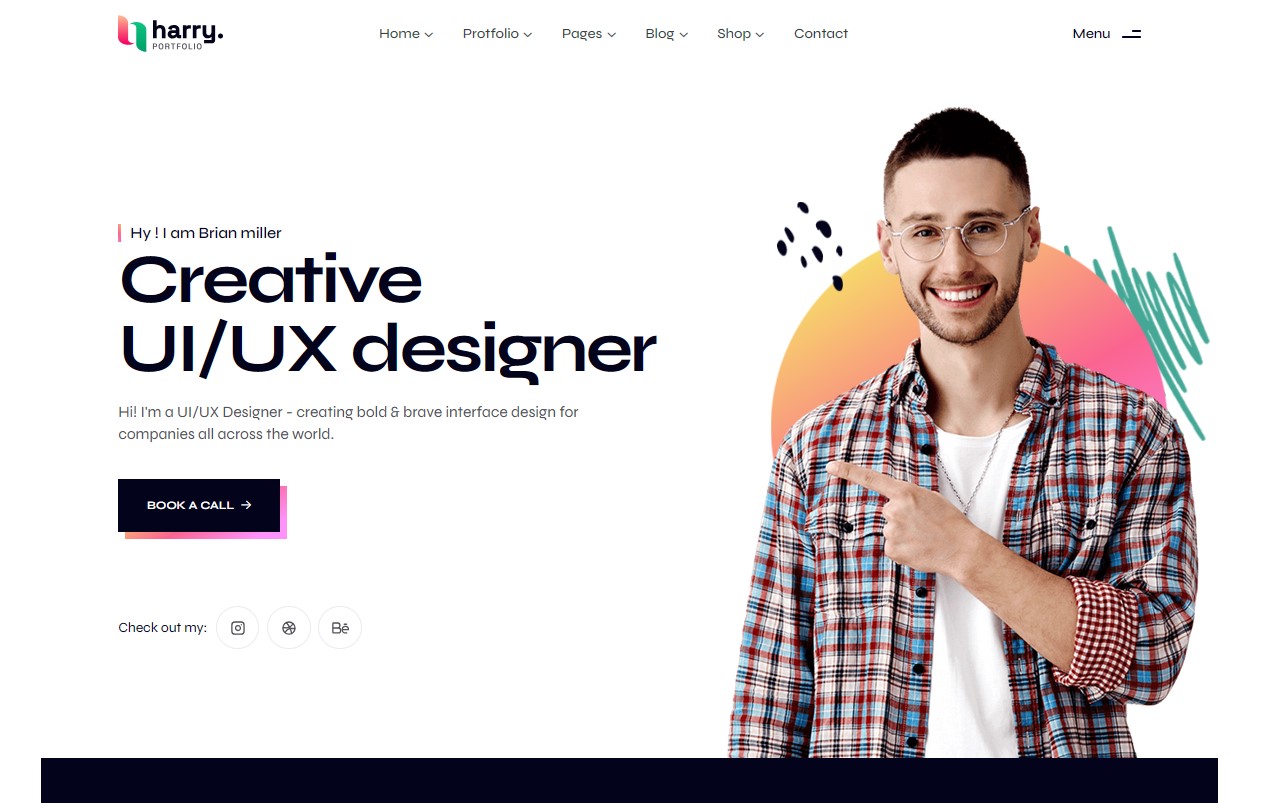 harry.
PORTFOLIO
Home
Protfolio
Pages
Blog
Shop
Contact
Menu
Hy ! I am Brian miller
Creative
UI/UX designer
Hi! I'm a UI/UX Designer - creating bold & brave interface design for
companies all across the world.
BOOK A CALL →
Check out my:
Bē